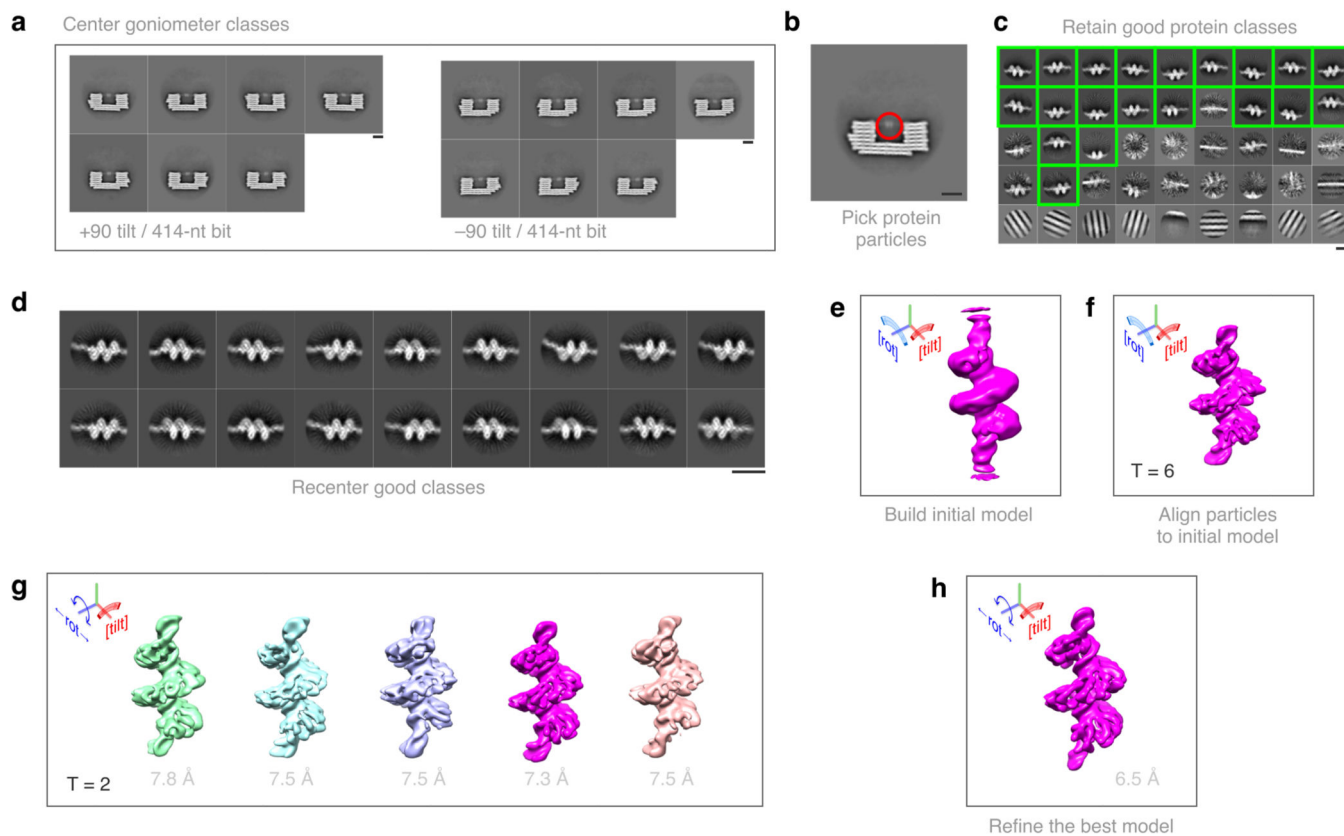 a
Center goniometer classes
+90 tilt / 414-nt bit
–90 tilt / 414-nt bit
b
Pick protein
particles
c
Retain good protein classes
d
Recenter good classes
e
[rot]
[tilt]
Build initial model
f
[rot]
[tilt]
T = 6
Align particles
to initial model
g
rot
[tilt]
T = 2
7.8 Å
7.5 Å
7.5 Å
7.3 Å
7.5 Å
h
rot
[tilt]
6.5 Å
Refine the best model